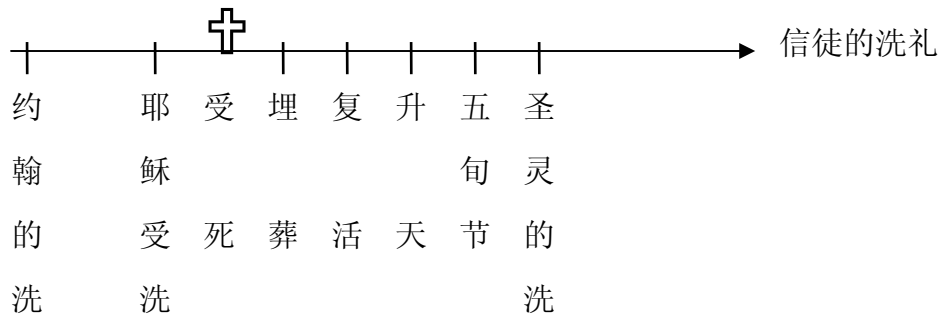 信徒的洗礼
约翰的洗
耶稣受洗
受死
埋葬
复活
升天
五旬节
圣灵的洗